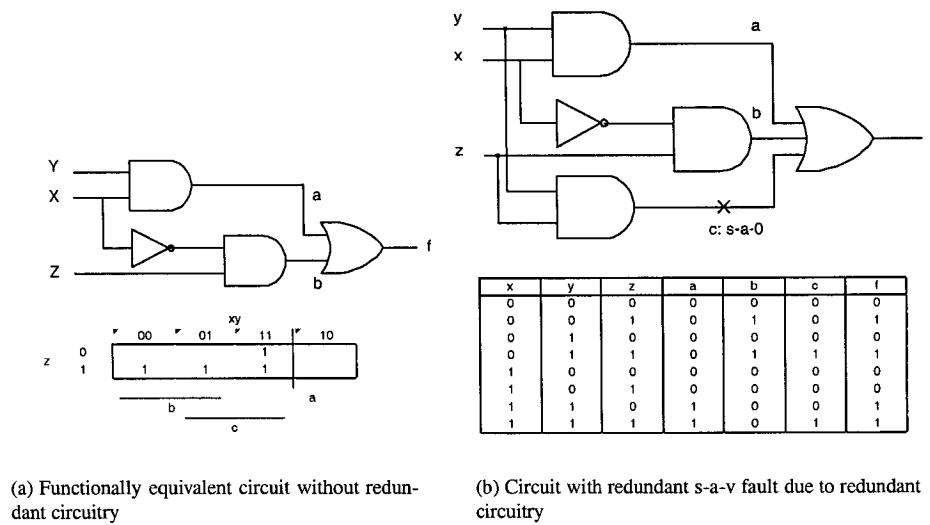 Y
X
Z
a
b
f
xy
00 01 11 10
z
0 1
1 1 1 1
b
a
c
(a) Functionally equivalent circuit without redun-
dant circuitry
y
x
z
a
b
c: s-a-0
x y z a b c f
0 0 0 0 0 0 0
0 0 1 0 1 0 1
0 1 0 0 0 0 0
0 1 1 0 1 1 1
1 0 0 0 0 0 0
1 0 1 0 0 0 0
1 1 0 1 0 0 1
1 1 1 1 0 1 1
(b) Circuit with redundant s-a-v fault due to redundant
circuitry